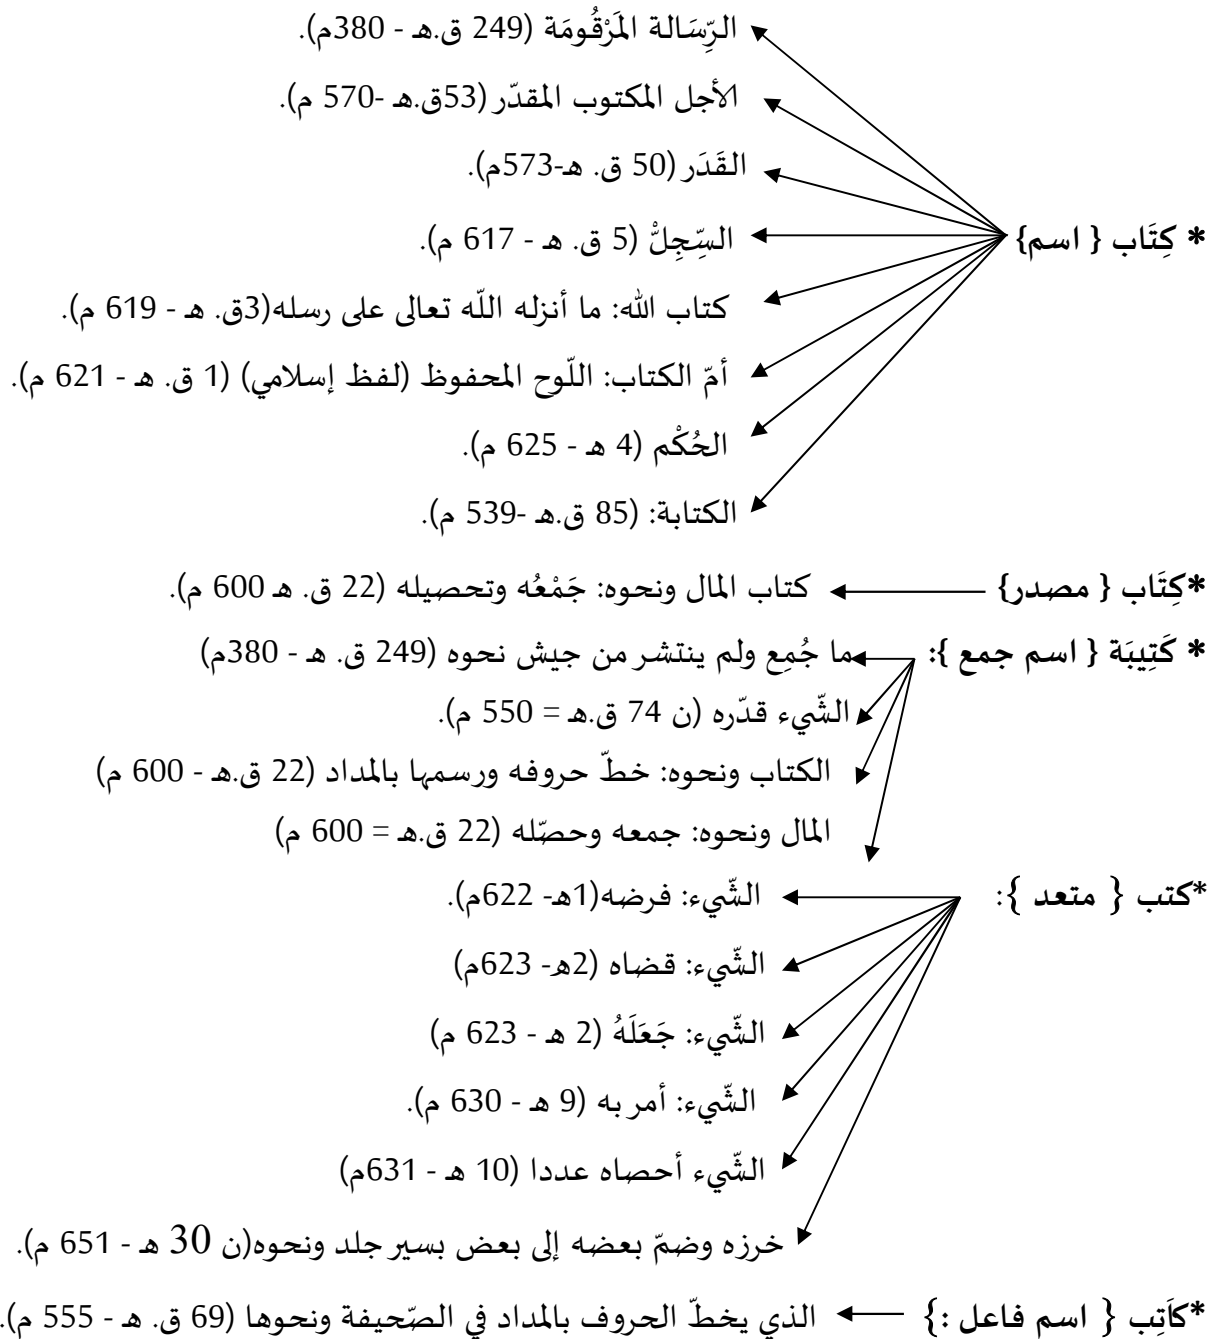 الرِّسَالة المَرْقُومَة (249 ق.هـ - 380م).
الأجل المكتوب المقدّر (53ق.هـ -570 م).
القَدَر (50 ق. هـ-573م).
* كِتَاب { اسم} السِّجِلُّ (5 ق. هـ - 617 م).
كتاب الله: ما أنزله اللّه تعالى على رسله(3ق. هـ - 619 م).
أمّ الكتاب: اللّوح المحفوظ (لفظ إسلامي) (1 ق. هـ - 621 م).
الحُكْم (4 هـ - 625 م).
الكتابة: (85 ق.هـ -539 م).
*كِتَاب { مصدر} كتاب المال ونحوه: جَمْعُه وتحصيله (22 ق. هـ 600 م).
* كَتِيبَة { اسم جمع }: ما جُمِع ولم ينتشر من جيش نحوه (249 ق. هـ - 380م)
الشّيء قدّره (ن 74 ق.هـ = 550 م).
الكتاب ونحوه: خطّ حروفه ورسمها بالمداد (22 ق.هـ - 600 م)
المال ونحوه: جمعه وحصّله (22 ق.هـ = 600 م)
*كتب { متعد }: الشّيء: فرضه(1هـ- 622م).
الشّيء: قضاه (2هـ- 623م)
الشّيء: جَعَلَهُ (2 هـ - 623 م)
الشّيء: أمر به (9 هـ - 630 م).
الشّيء أحصاه عددا (10 هـ - 631م)
خرزه وضمّ بعضه إلى بعض بسير جلد ونحوه(ن 30 هـ - 651 م).
*كاَتِب { اسم فاعل :} الذي يخطّ الحروف بالمداد في الصّحيفة ونحوها (69 ق. هـ - 555 م).